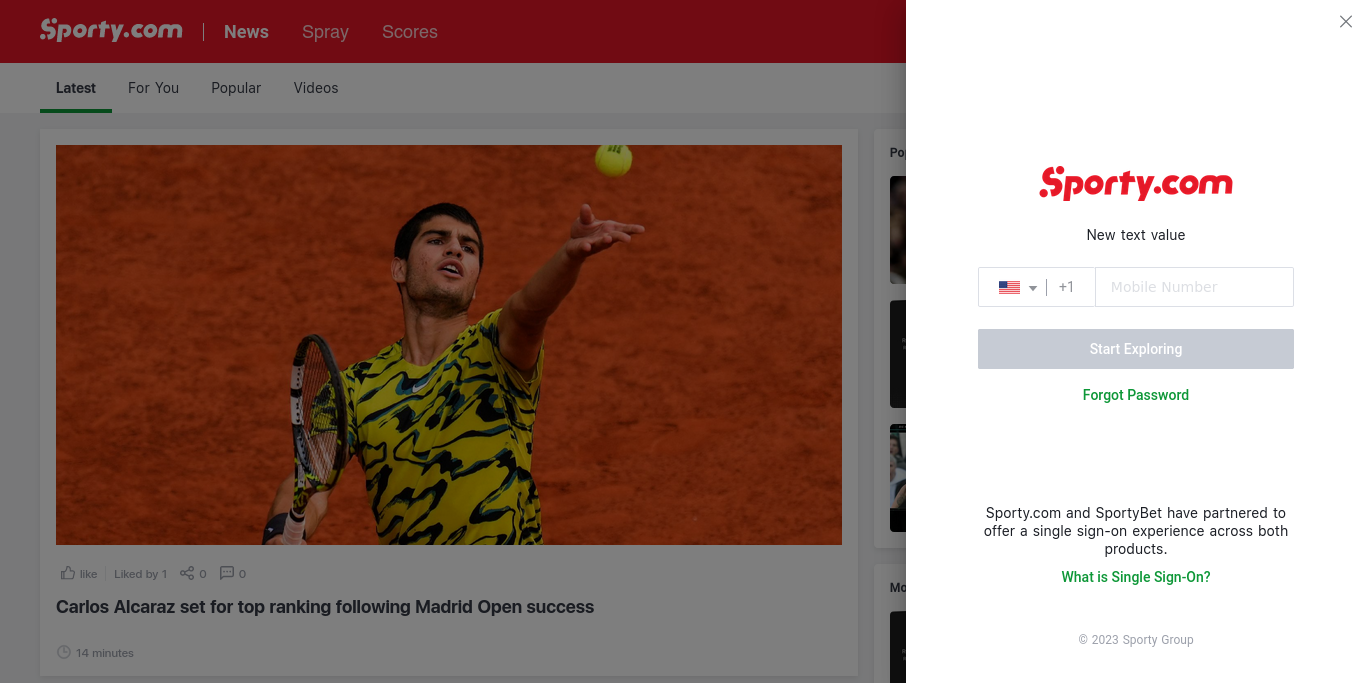 Sporty.com
News
Spray
Scores
Latest
For You
Popular
Videos
like
Liked by 1
0
0
Carlos Alcaraz set for top ranking following Madrid Open success
14 minutes
Sporty.com
New text value
+1
Mobile Number
Start Exploring
Forgot Password
Sporty.com and SportyBet have partnered to
offer a single sign-on experience across both
products.
What is Single Sign-On?
© 2023 Sporty Group